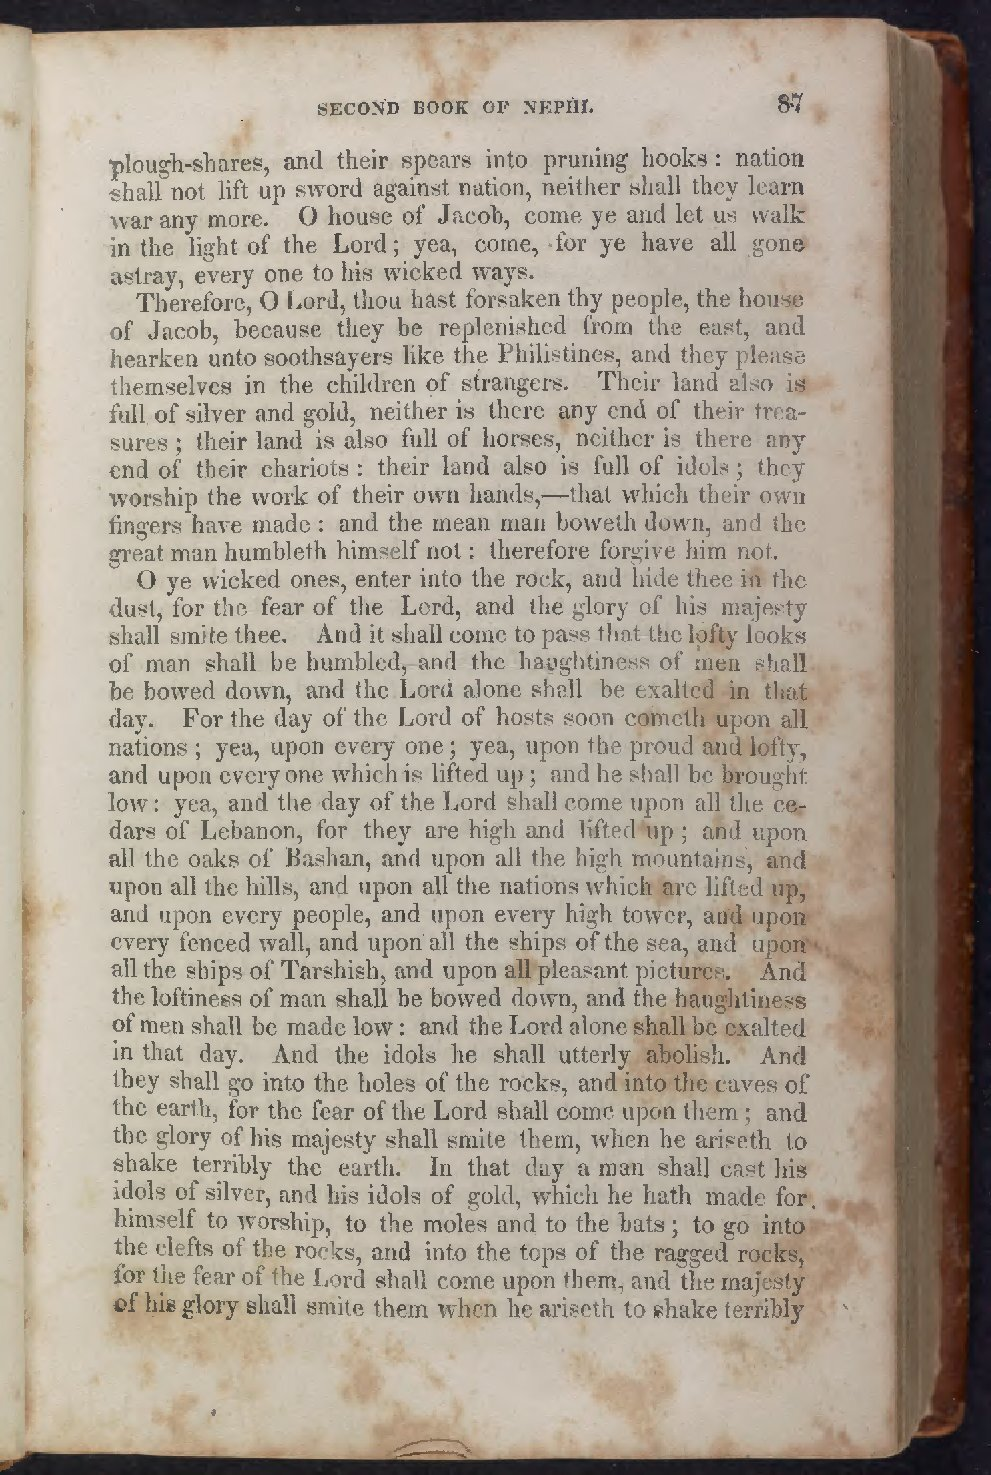 SECOND BOOK OF NEPHI. 87
plough-shares, and their spears into pruning hooks : nation
shall not lift up sword against nation, neither shall they learn
war any more. O house of Jacob, come ye and let us walk
in the light of the Lord ; yea, come, for ye have all gone
astray, every one to his wicked ways.
Therefore, O Lord, thou hast forsaken thy people, the house
of Jacob, because they be replenished from the east, and
hearken unto soothsayers like the Philistines, and they please
themselves in the children of strangers. Their land also is
full of silver and gold, neither is there any end of their trea-
sures ; their land is also full of horses, neither is there any
end of their chariots : their land also is full of idols ; they
worship the work of their own hands,—that which their own
fingers have made : and the mean man boweth down, and the
great man humbleth himself not : therefore forgive him not.
O ye wicked ones, enter into the rock, and hide thee in the
dust, for the fear of the Lord, and the glory of his majesty
shall smite thee. And it shall come to pass that the lofty looks
of man shall be humbled, and the haughtiness of men shall
be bowed down, and the Lord alone shall be exalted in that
day. For the day of the Lord of hosts soon cometh upon all
nations ; yea, upon every one ; yea, upon the proud and lofty,
and upon every one which is lifted up ; and he shall be brought
low : yea, and the day of the Lord shall come upon all the ce-
dars of Lebanon, for they are high and lifted up ; and upon
all the oaks of Bashan, and upon all the high mountains, and
upon all the hills, and upon all the nations which are lifted up,
and upon every people, and upon every high tower, and upon
every fenced wall, and upon all the ships of the sea, and upon
all the ships of Tarshish, and upon all pleasant pictures. And
the loftiness of man shall be bowed down, and the haughtiness
of men shall be made low : and the Lord alone shall be exalted
in that day. And the idols he shall utterly abolish. And
they shall go into the holes of the rocks, and into the caves of
the earth, for the fear of the Lord shall come upon them ; and
the glory of his majesty shall smite them, when he ariseth to
shake terribly the earth. In that day a man shall cast his
idols of silver, and his idols of gold, which he hath made for
himself to worship, to the moles and to the bats ; to go into
the clefts of the rocks, and into the tops of the ragged rocks,
for the fear of the Lord shall come upon them, and the majesty
of his glory shall smite them when he ariseth to shake terribly